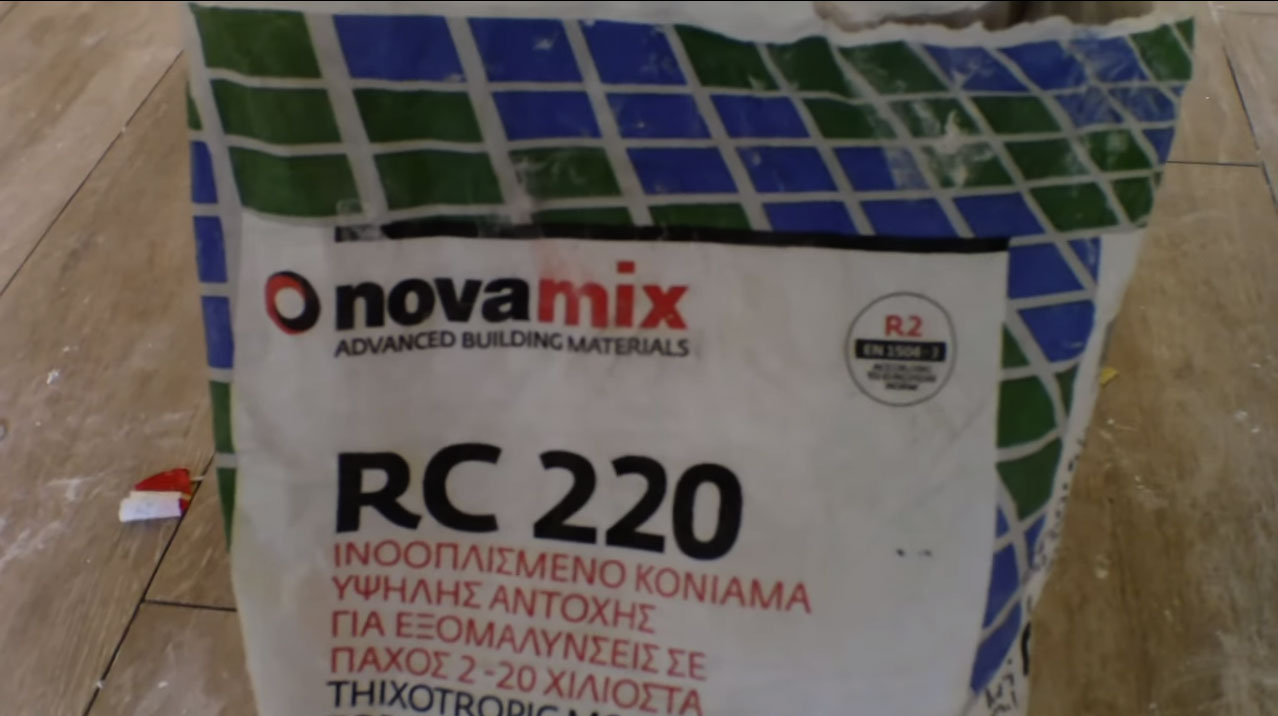 novamix
ADVANCED BUILDING MATERIALS
R2
EN 1504-3
RC 220
ΙΝΟΟΠΛΙΣΜΕΝΟ ΚΟΝΙΑΜΑ
ΥΨΗΛΗΣ ΑΝΤΟΧΗΣ
ΓΙΑ ΕΞΟΜΑΛΥΝΣΕΙΣ ΣΕ
ΠΑΧΟΣ 2-20 ΧΙΛΙΟΣΤΑ
THIXOTROPIC